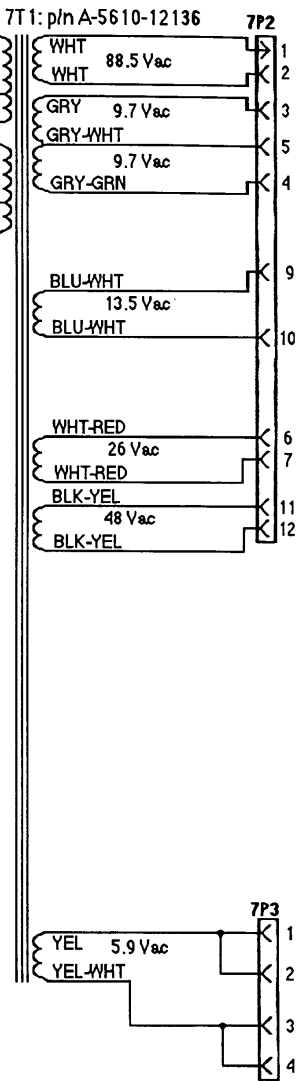 7T1: p/n A-5610-12136
7P2
WHT
88.5 Vac
WHT
1
2
GRY
9.7 Vac
GRY-WHT
9.7 Vac
GRY-GRN
3
5
4
BLU-WHT
13.5 Vac
BLU-WHT
9
10
WHT-RED
26 Vac
WHT-RED
6
7
BLK-YEL
48 Vac
BLK-YEL
11
12
7P3
YEL
5.9 Vac
YEL-WHT
1
2
3
4